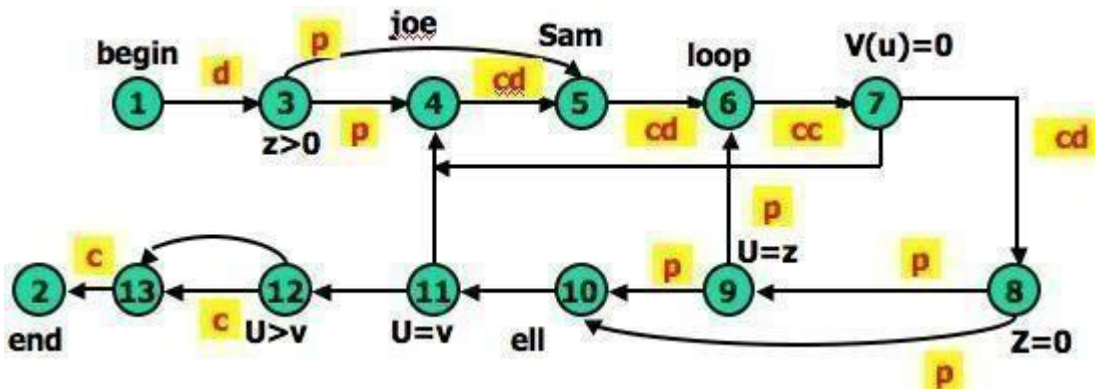 joe
p
Sam
begin
d
cd
loop
V(u)=0
1
3
4
5
6
7
z>0
p
cd
cc
cd
p
U=z
p
p
c
2
13
12
11
10
9
8
end
c
U>v
U=v
ell
p
Z=0